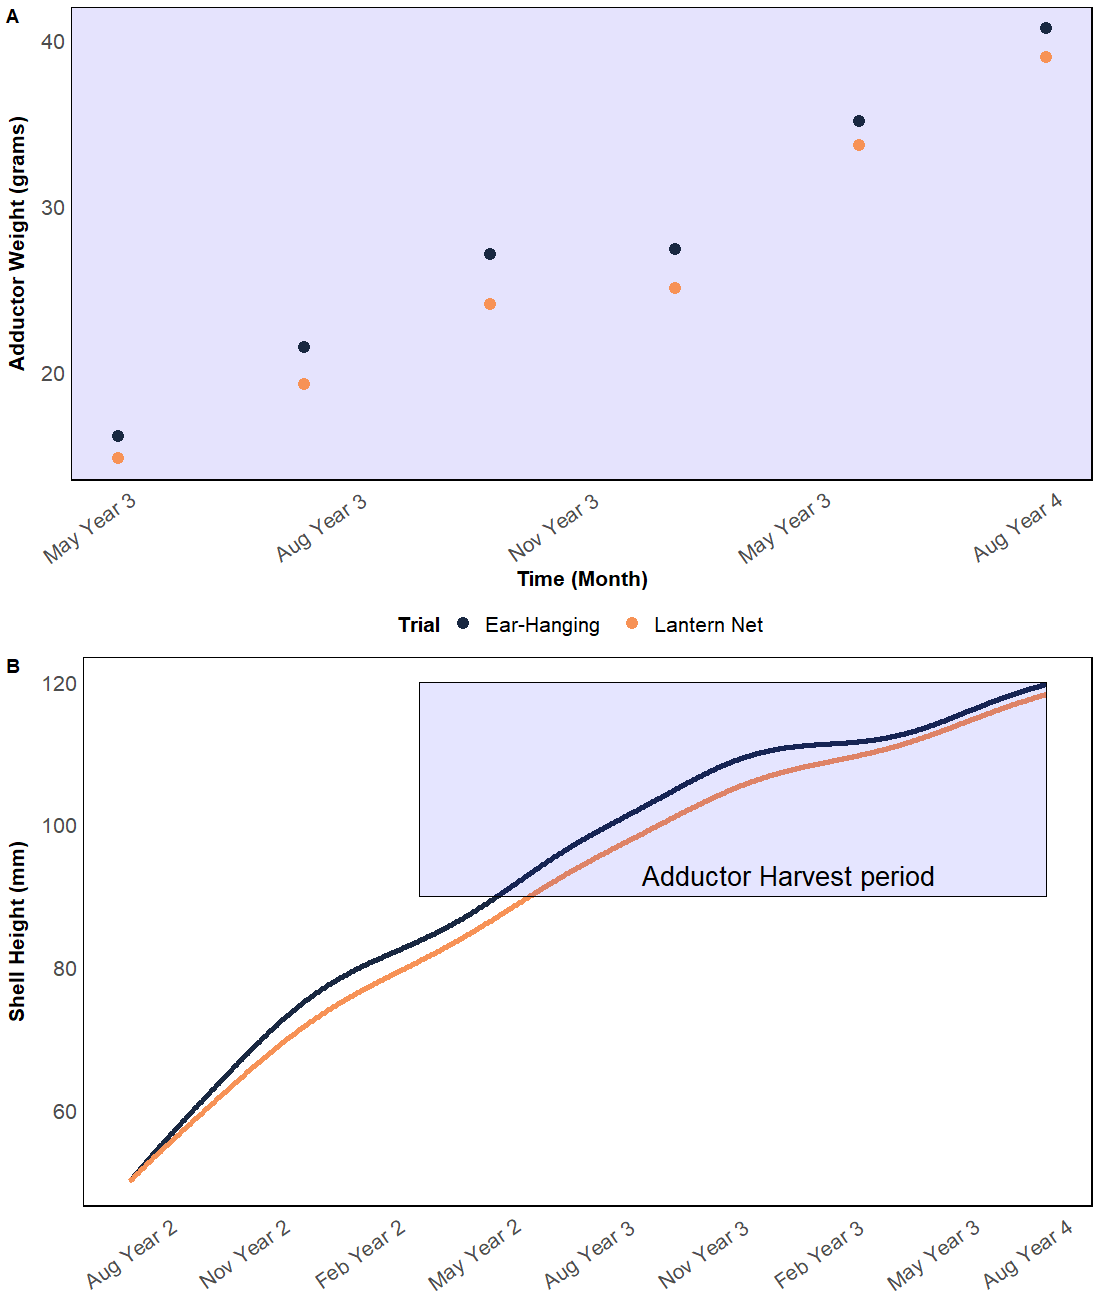 A
Adductor Weight (grams)
40
30
20
May Year 3
Aug Year 3
Nov Year 3
May Year 3
Aug Year 4
Time (Month)
Trial Ear-Hanging Lantern Net
B
Shell Height (mm)
120
100
80
60
Adductor Harvest period
Aug Year 2
Nov Year 2
Feb Year 2
May Year 2
Aug Year 3
Nov Year 3
Feb Year 3
May Year 3
Aug Year 4